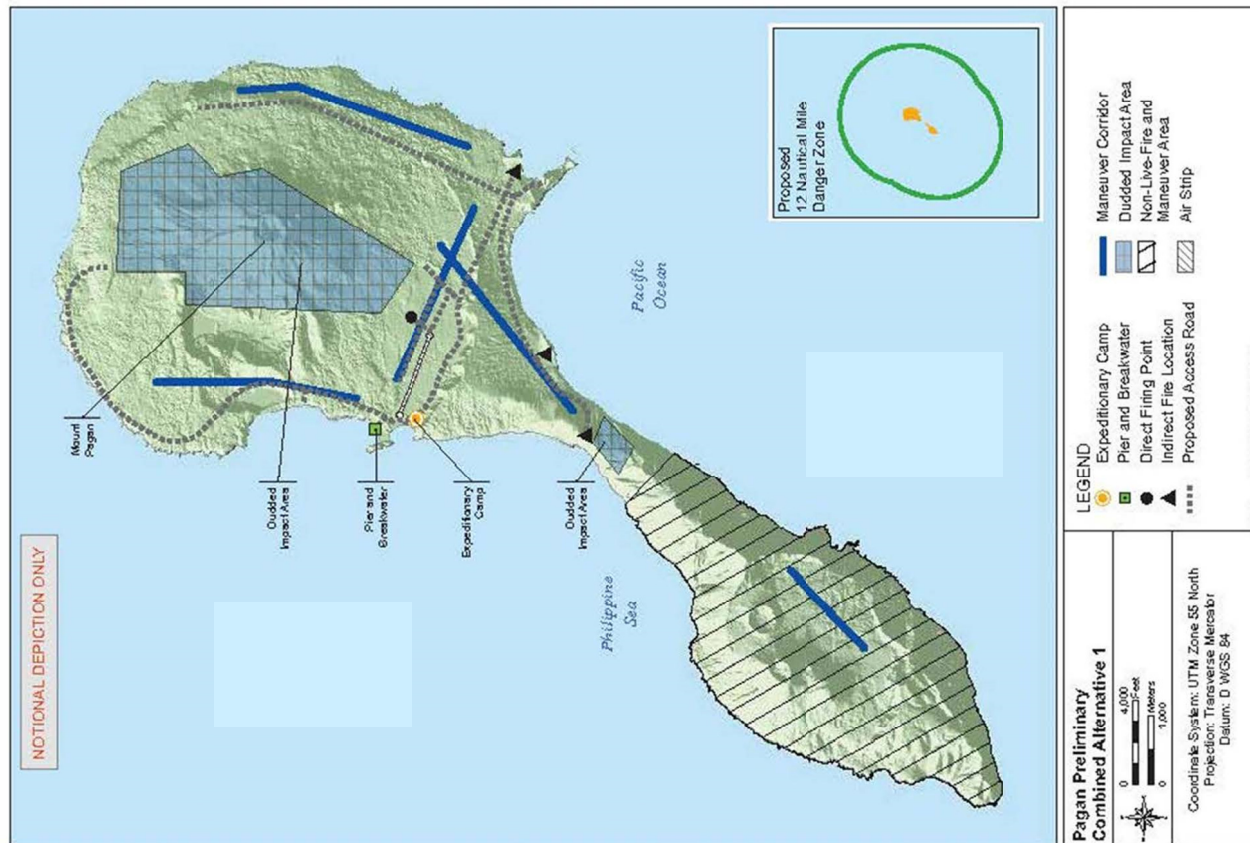 NOTIONAL DEPICTION ONLY
Mount
Pagan
Dudded
Impact Area
Pier and
Breakwater
Expeditionary
Camp
Dudded
Impact Area
Philippine
Sea
Pacific
Ocean
Proposed
12 Nautical Mile
Danger Zone
Pagan Preliminary
Combined Alternative 1
4,000
Feet
Meters
1,000
Coordinate System: UTM Zone 55 North
Projection: Transverse Mercator
Datum: D WGS 84
LEGEND
Expeditionary Camp
Pier and Breakwater
Direct Firing Point
Indirect Fire Location
Proposed Access Road
Maneuver Corridor
Dudded Impact Area
Non-Live-Fire and
Maneuver Area
Air Strip